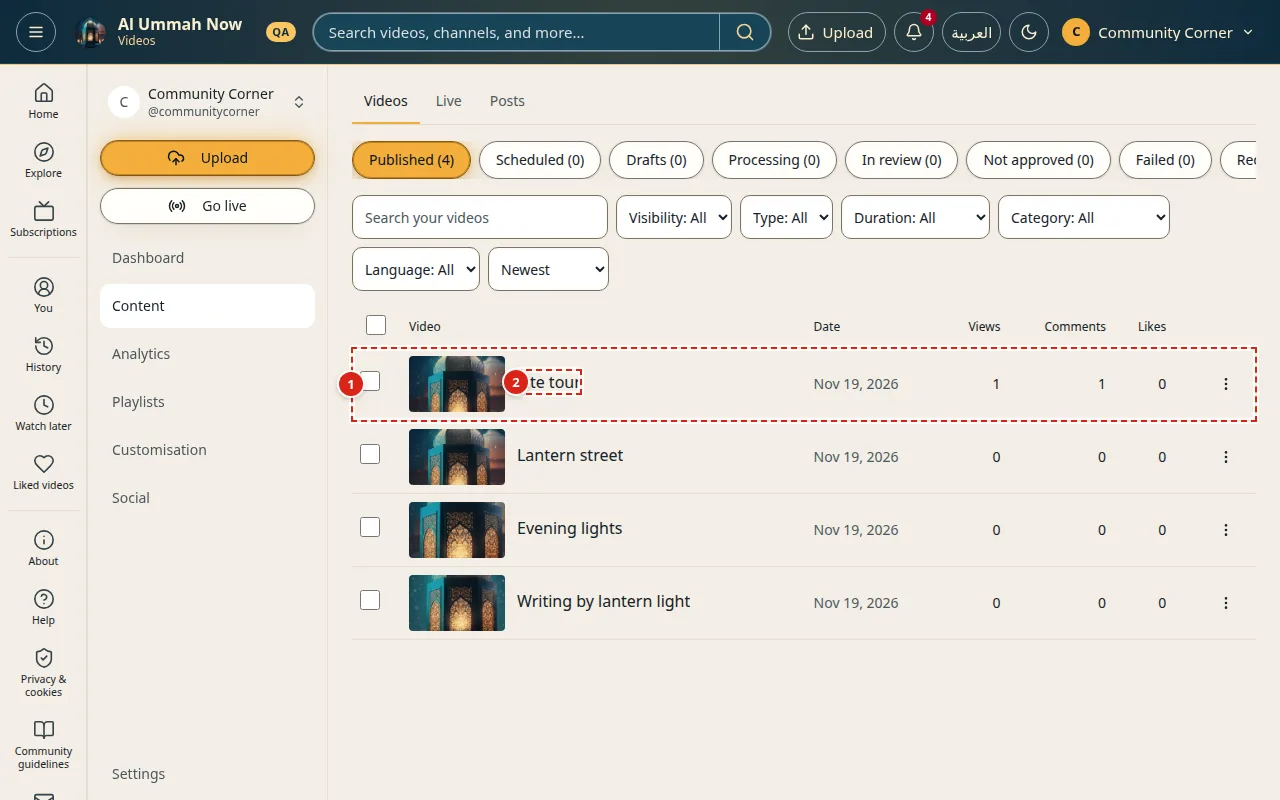 Al Ummah Now
Videos
QA
Search videos, channels, and more...
Upload
4
العربية
C
Community Corner
Home
Explore
Subscriptions
You
History
Watch later
Liked videos
About
Help
Privacy &
cookies
Community
guidelines
C
Community Corner
@communitycorner
Upload
Go live
Dashboard
Content
Analytics
Playlists
Customisation
Social
Settings
Videos
Live
Posts
Published (4)
Scheduled (0)
Drafts (0)
Processing (0)
In review (0)
Not approved (0)
Failed (0)
Search your videos
Visibility: All
Type: All
Duration: All
Category: All
Language: All
Newest
Video Date Views Comments Likes
1
2
tour Nov 19, 2026 1 1 0
Lantern street Nov 19, 2026 0 0 0
Evening lights Nov 19, 2026 0 0 0
Writing by lantern light Nov 19, 2026 0 0 0